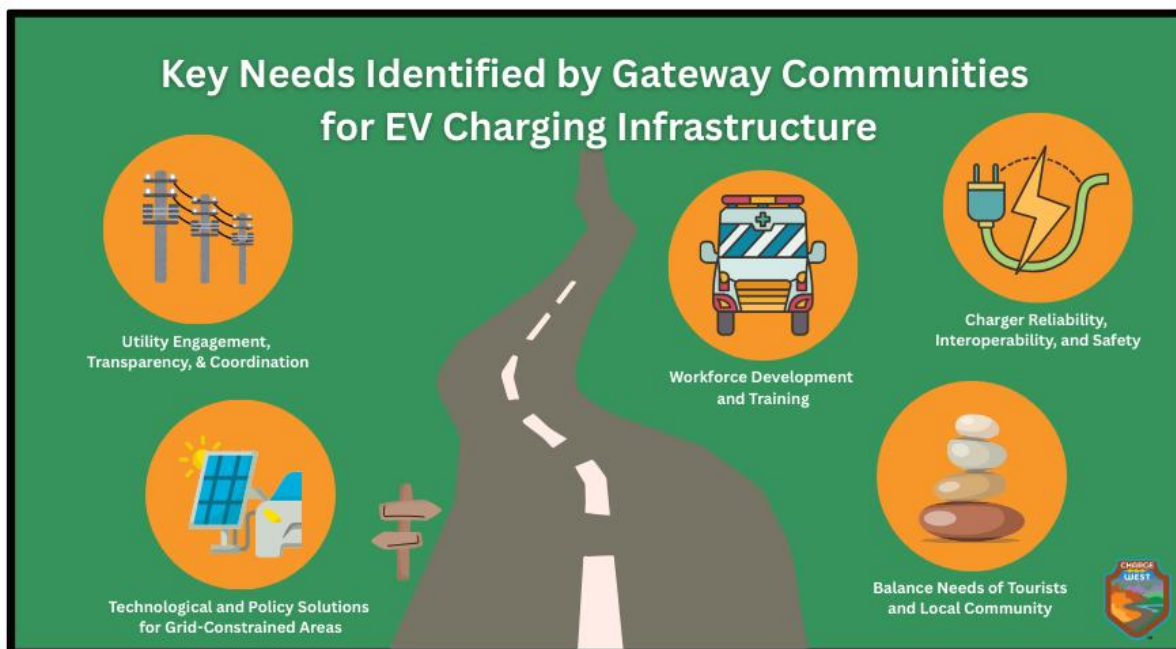 Key Needs Identified by Gateway Communities
for EV Charging Infrastructure
Utility Engagement,
Transparency, & Coordination
Workforce Development
and Training
Charger Reliability,
Interoperability, and Safety
Technological and Policy Solutions
for Grid-Constrained Areas
Balance Needs of Tourists
and Local Community
CHARGE
WEST